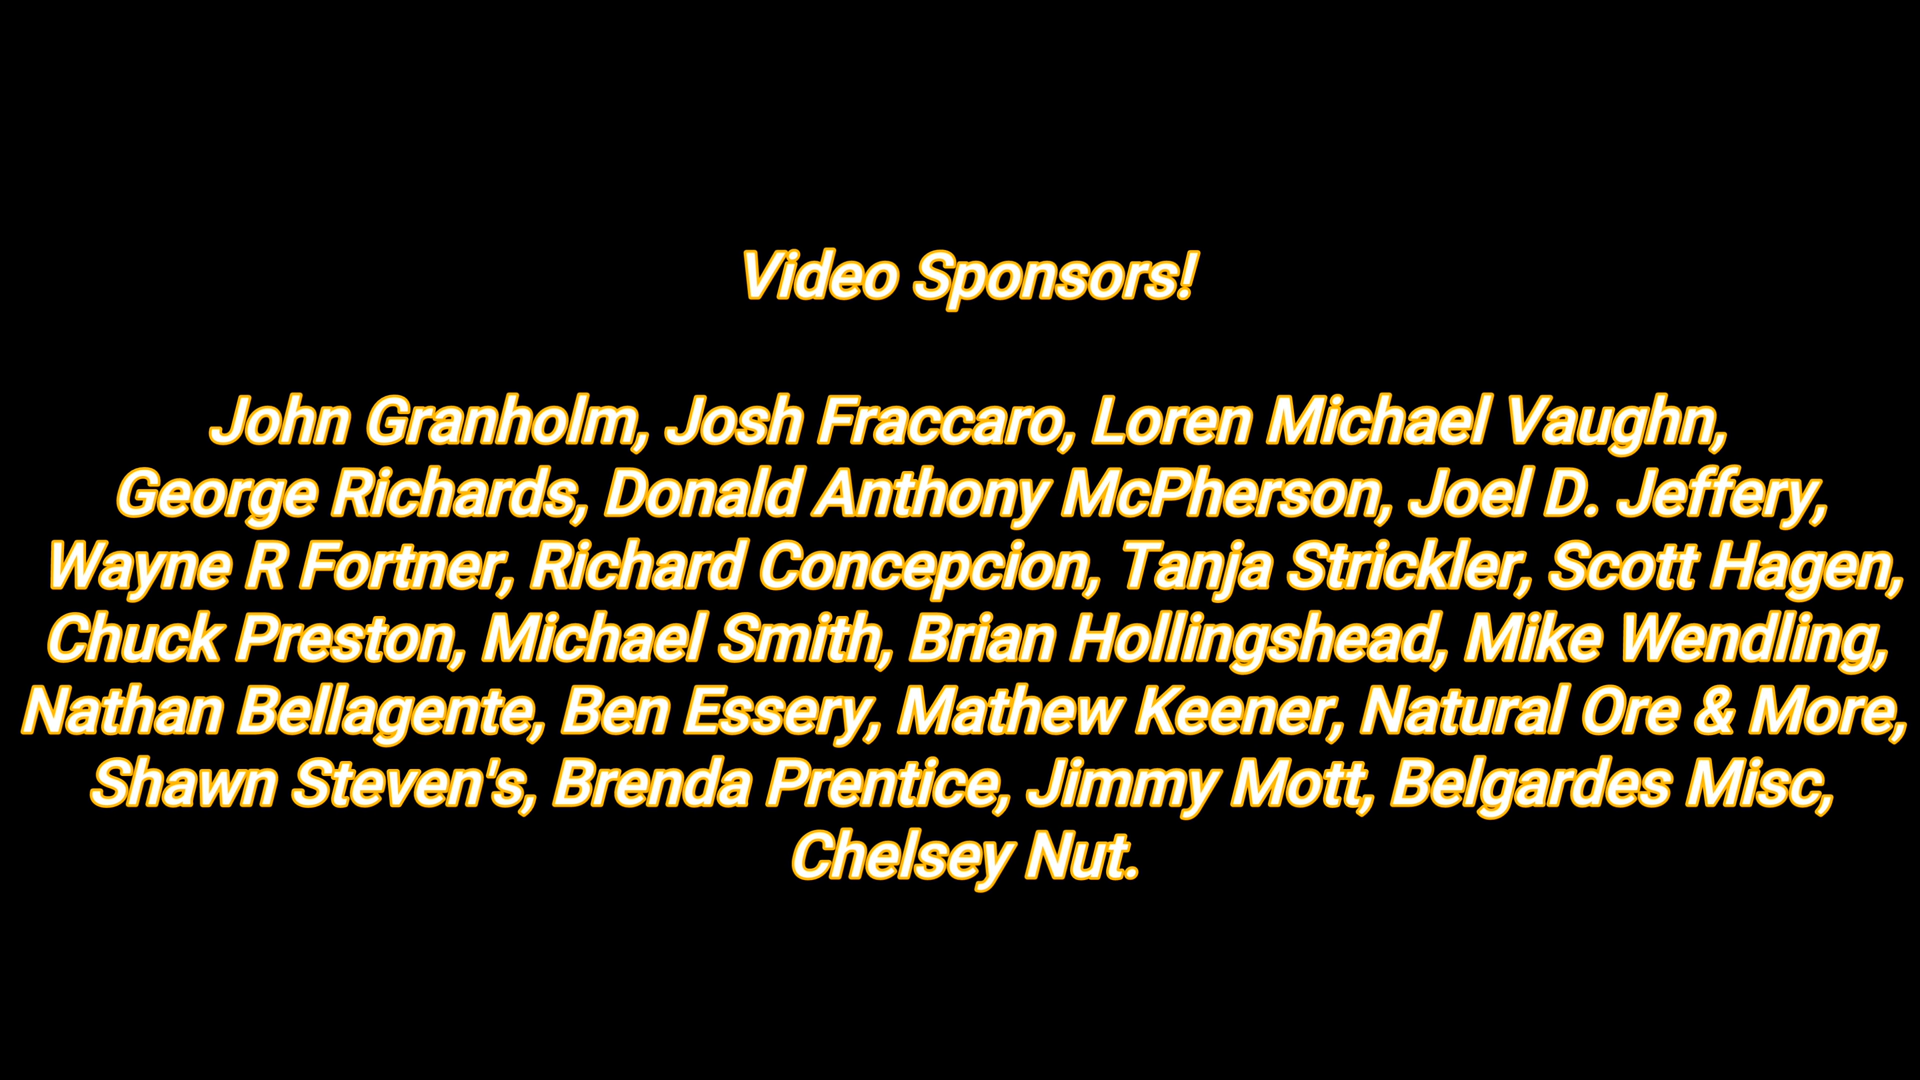 Video Sponsors!
John Granholm, Josh Fraccaro, Loren Michael Vaughn,
George Richards, Donald Anthony McPherson, Joel D. Jeffery,
Wayne R Fortner, Richard Concepcion, Tanja Strickler, Scott Hagen,
Chuck Preston, Michael Smith, Brian Hollingshead, Mike Wendling,
Nathan Bellagente, Ben Essery, Mathew Keener, Natural Ore & More,
Shawn Steven's, Brenda Prentice, Jimmy Mott, Belgardes Misc,
Chelsey Nut.